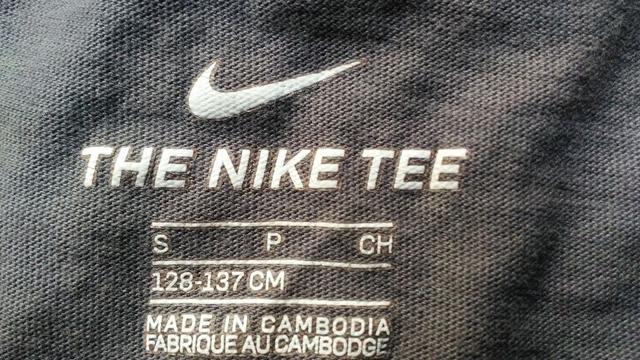 THE NIKE TEE
S P CH
128-137 CM
MADE IN CAMBODIA
FABRIQUE AU CAMBODGE